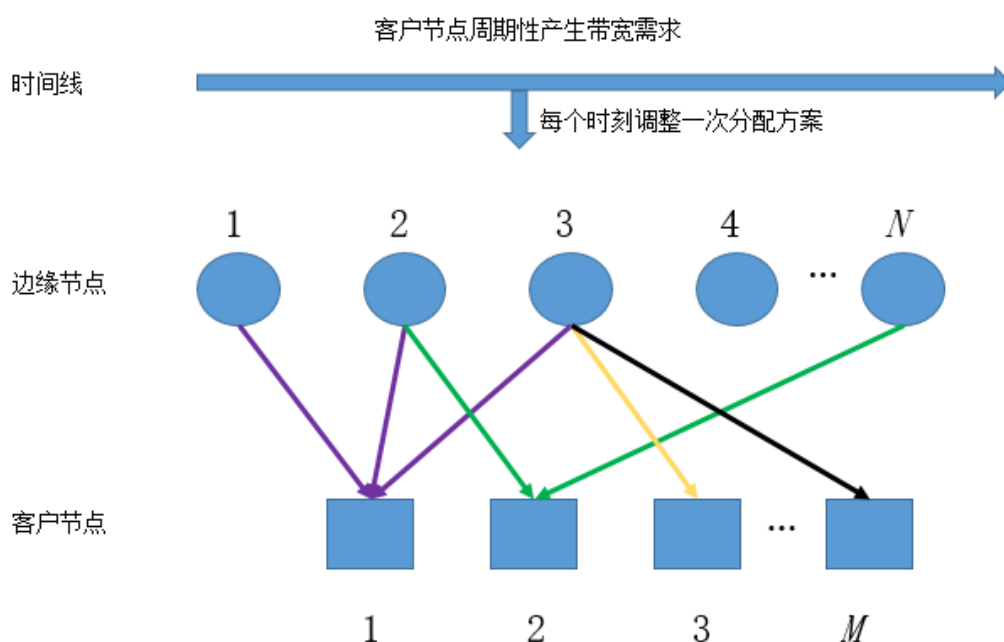 客户节点周期性产生带宽需求
时间线
每个时刻调整一次分配方案
1 2 3 4 N
边缘节点 ...
客户节点 ...
1 2 3 M